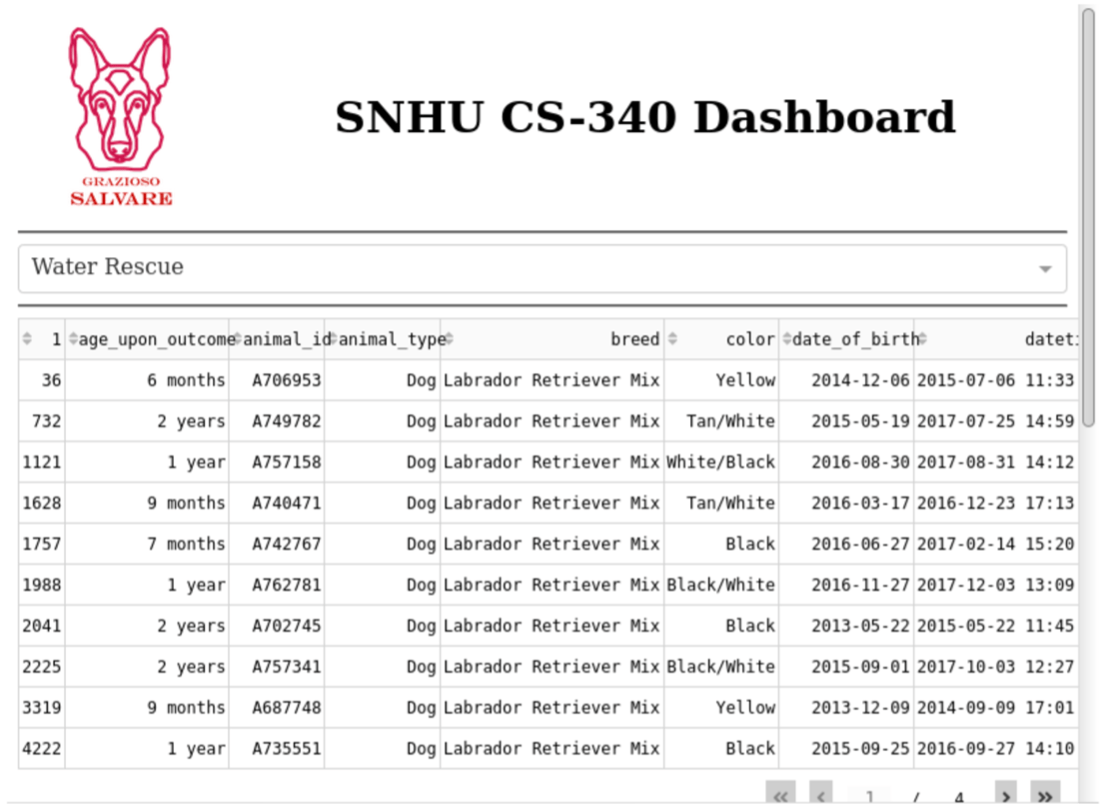 GRAZIOSO
SALVARE
SNHU CS-340 Dashboard
Water Rescue
1 age_upon_outcome animal_id animal_type breed color date_of_birth dateti
36 6 months A706953 Dog Labrador Retriever Mix Yellow 2014-12-06 2015-07-06 11:33
732 2 years A749782 Dog Labrador Retriever Mix Tan/White 2015-05-19 2017-07-25 14:59
1121 1 year A757158 Dog Labrador Retriever Mix White/Black 2016-08-30 2017-08-31 14:12
1628 9 months A740471 Dog Labrador Retriever Mix Tan/White 2016-03-17 2016-12-23 17:13
1757 7 months A742767 Dog Labrador Retriever Mix Black 2016-06-27 2017-02-14 15:20
1988 1 year A762781 Dog Labrador Retriever Mix Black/White 2016-11-27 2017-12-03 13:09
2041 2 years A702745 Dog Labrador Retriever Mix Black 2013-05-22 2015-05-22 11:45
2225 2 years A757341 Dog Labrador Retriever Mix Black/White 2015-09-01 2017-10-03 12:27
3319 9 months A687748 Dog Labrador Retriever Mix Yellow 2013-12-09 2014-09-09 17:01
4222 1 year A735551 Dog Labrador Retriever Mix Black 2015-09-25 2016-09-27 14:10
« ‹ 1 / 4 › »